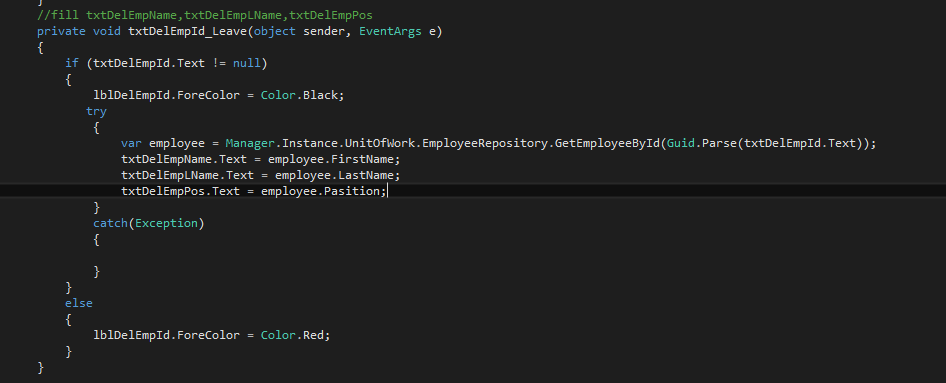 }
//fill txtDelEmpName,txtDelEmpLName,txtDelEmpPos
private void txtDelEmpId_Leave(object sender, EventArgs e)
{
if (txtDelEmpId.Text != null)
{
lblDelEmpId.ForeColor = Color.Black;
try
{
var employee = Manager.Instance.UnitOfWork.EmployeeRepository.GetEmployeeById(Guid.Parse(txtDelEmpId.Text));
txtDelEmpName.Text = employee.FirstName;
txtDelEmpLName.Text = employee.LastName;
txtDelEmpPos.Text = employee.Pasition;
}
catch(Exception)
{
}
}
else
{
lblDelEmpId.ForeColor = Color.Red;
}
}